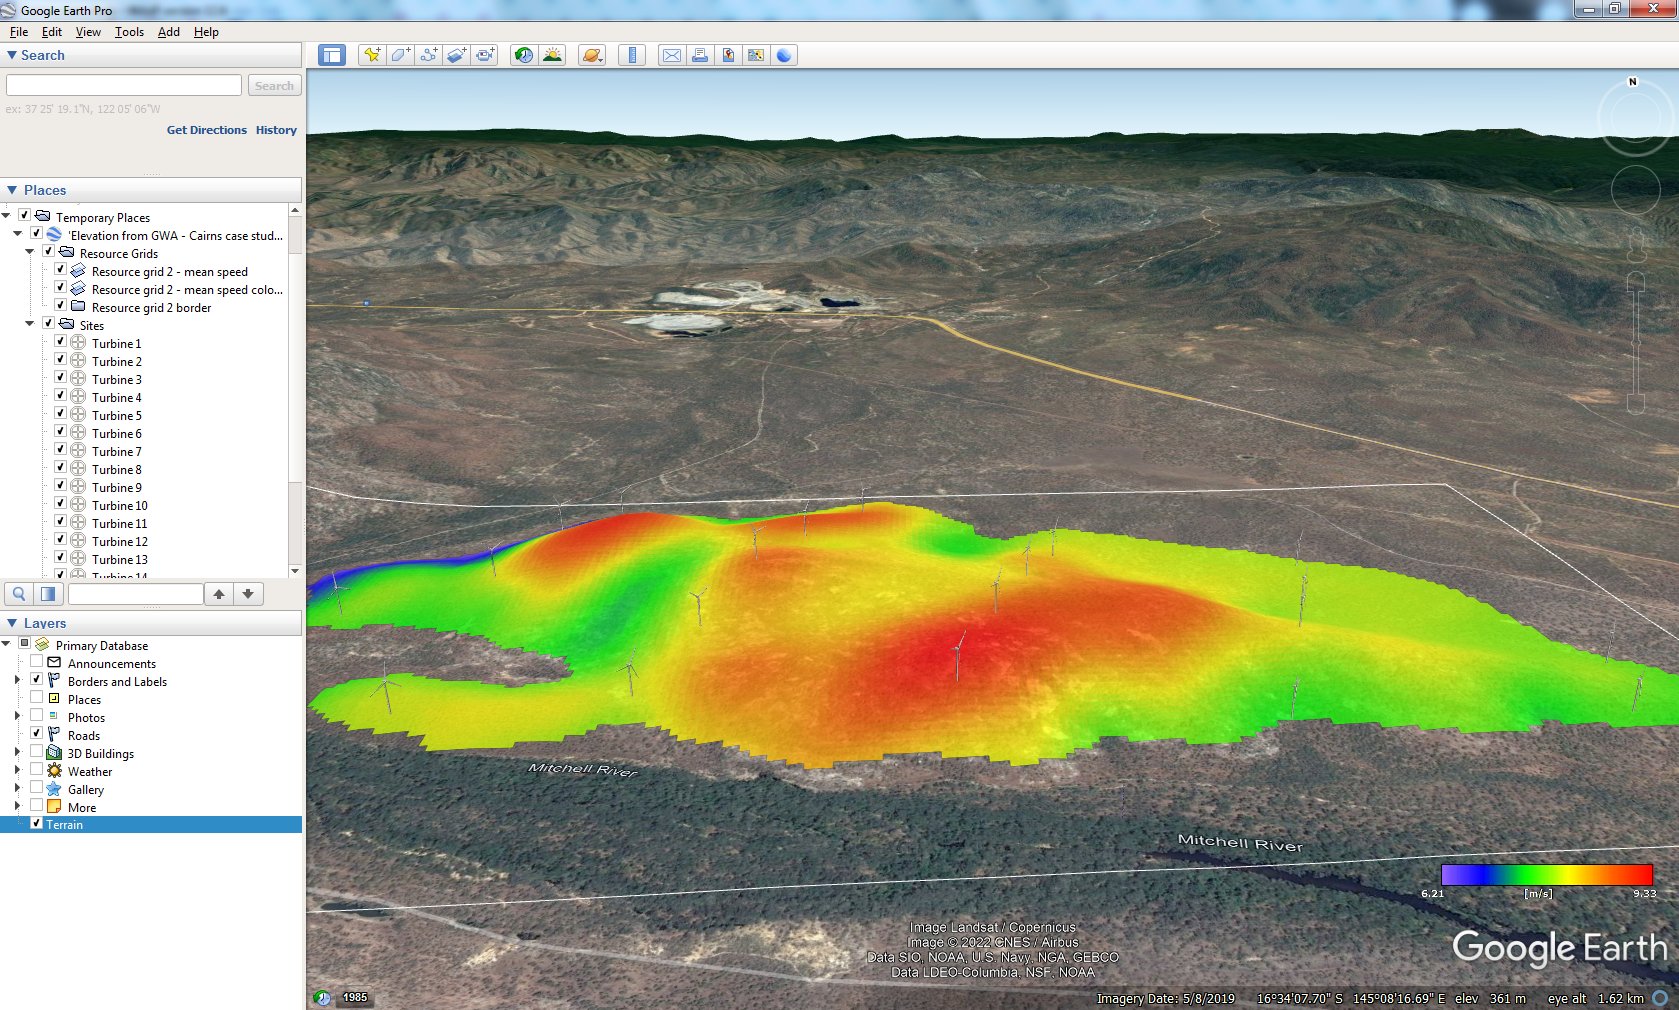 Google Earth Pro
File Edit View Tools Add Help
Search
Search
ex: 37 25' 19.1"N, 122 05' 06"W
Get Directions History
Places
Temporary Places
'Elevation from GWA - Cairns case stud...
Resource Grids
Resource grid 2 - mean speed
Resource grid 2 - mean speed colo...
Resource grid 2 border
Sites
Turbine 1
Turbine 2
Turbine 3
Turbine 4
Turbine 5
Turbine 6
Turbine 7
Turbine 8
Turbine 9
Turbine 10
Turbine 11
Turbine 12
Turbine 13
Turbine 14
Layers
Primary Database
Announcements
Borders and Labels
Places
Photos
Roads
3D Buildings
Weather
Gallery
More
Terrain
N
Mitchell River
Mitchell River
6.21 [m/s] 9.33
Image Landsat / Copernicus
Image © 2022 CNES / Airbus
Data SIO, NOAA, U.S. Navy, NGA, GEBCO
Data LDEO-Columbia, NSF, NOAA
Google Earth
1985
Imagery Date: 5/8/2019 16°34'07.70" S 145°08'16.69" E elev 361 m eye alt 1.62 km